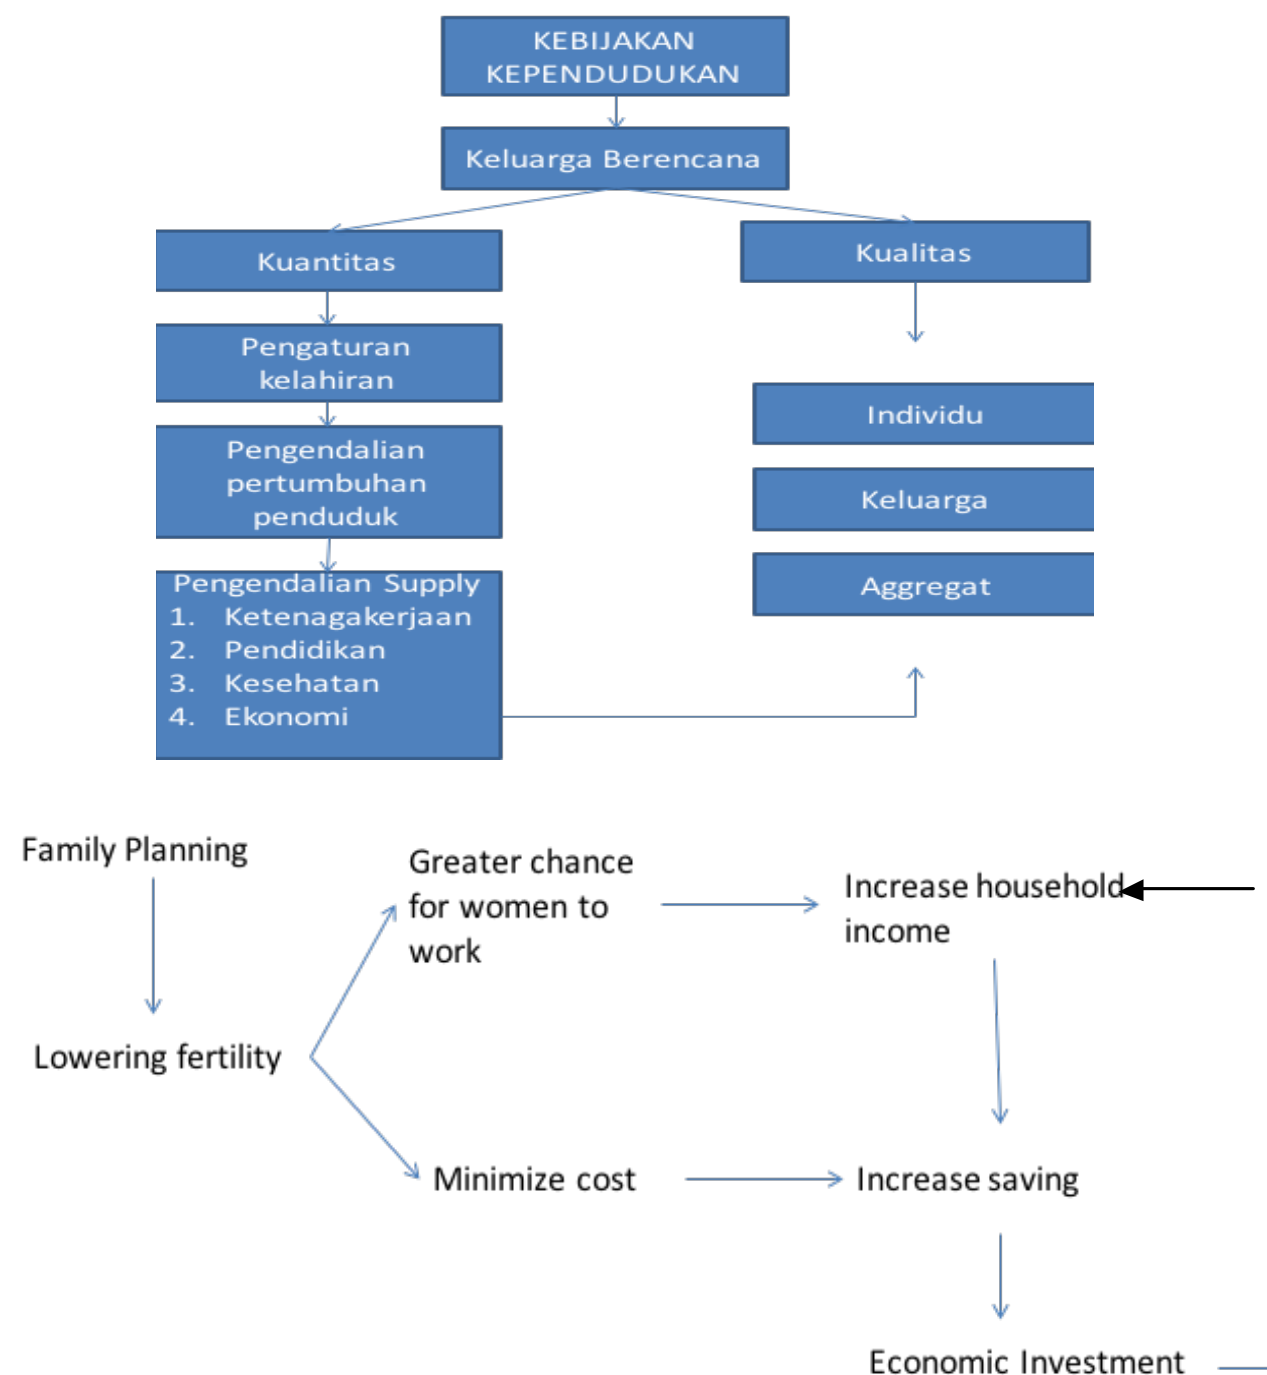 KEBIJAKAN
KEPENDUDUKAN
Keluarga Berencana
Kuantitas
Kualitas
Pengaturan
kelahiran
Pengendalian
pertumbuhan
penduduk
Pengendalian Supply
1. Ketenagakerjaan
2. Pendidikan
3. Kesehatan
4. Ekonomi
Individu
Keluarga
Aggregat
Family Planning
Lowering fertility
Greater chance
for women to
work
Increase household
income
Minimize cost
Increase saving
Economic Investment